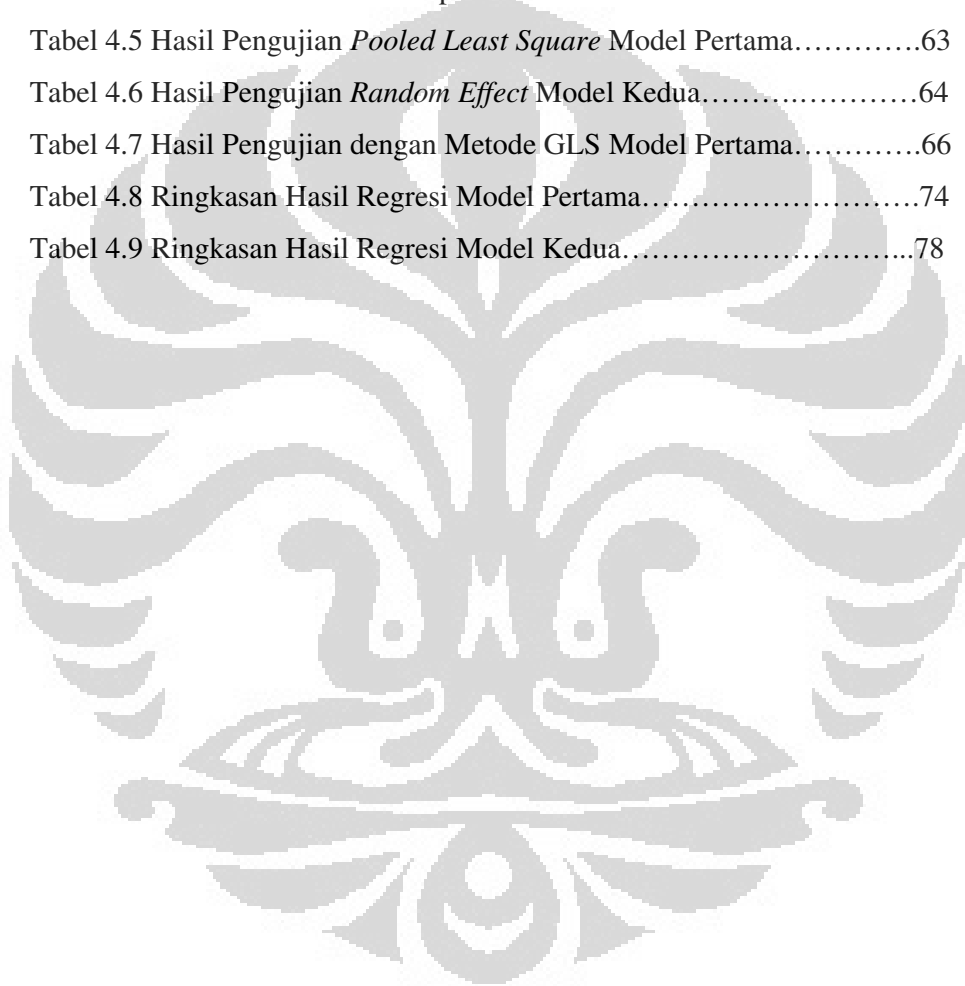 Tabel 4.5 Hasil Pengujian Pooled Least Square Model Pertama………….63
Tabel 4.6 Hasil Pengujian Random Effect Model Kedua……………….…64
Tabel 4.7 Hasil Pengujian dengan Metode GLS Model Pertama………….66
Tabel 4.8 Ringkasan Hasil Regresi Model Pertama……………………….74
Tabel 4.9 Ringkasan Hasil Regresi Model Kedua………………………...78